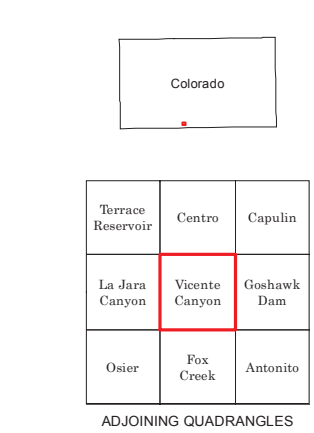 Colorado
Terrace
Reservoir
Centro
Capulin
La Jara
Canyon
Vicente
Canyon
Goshawk
Dam
Osier
Fox
Creek
Antonito
ADJOINING QUADRANGLES